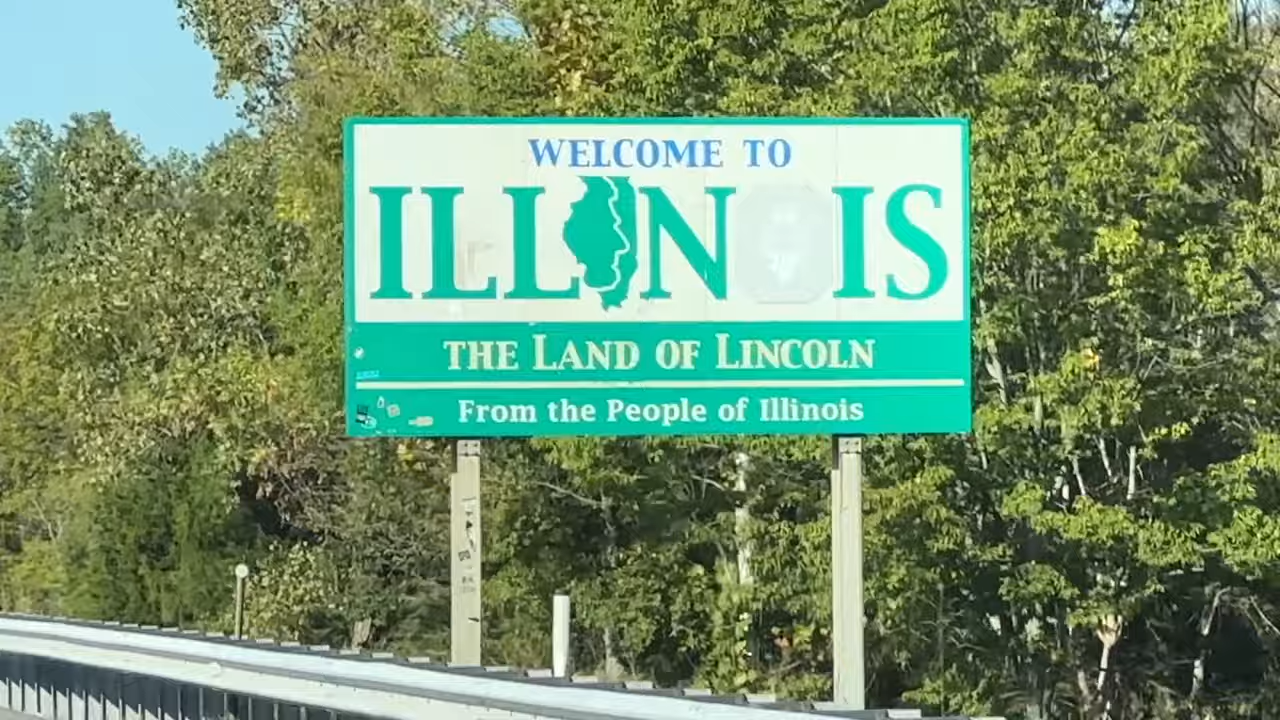 WELCOME TO
ILLINOIS
THE LAND OF LINCOLN
From the People of Illinois